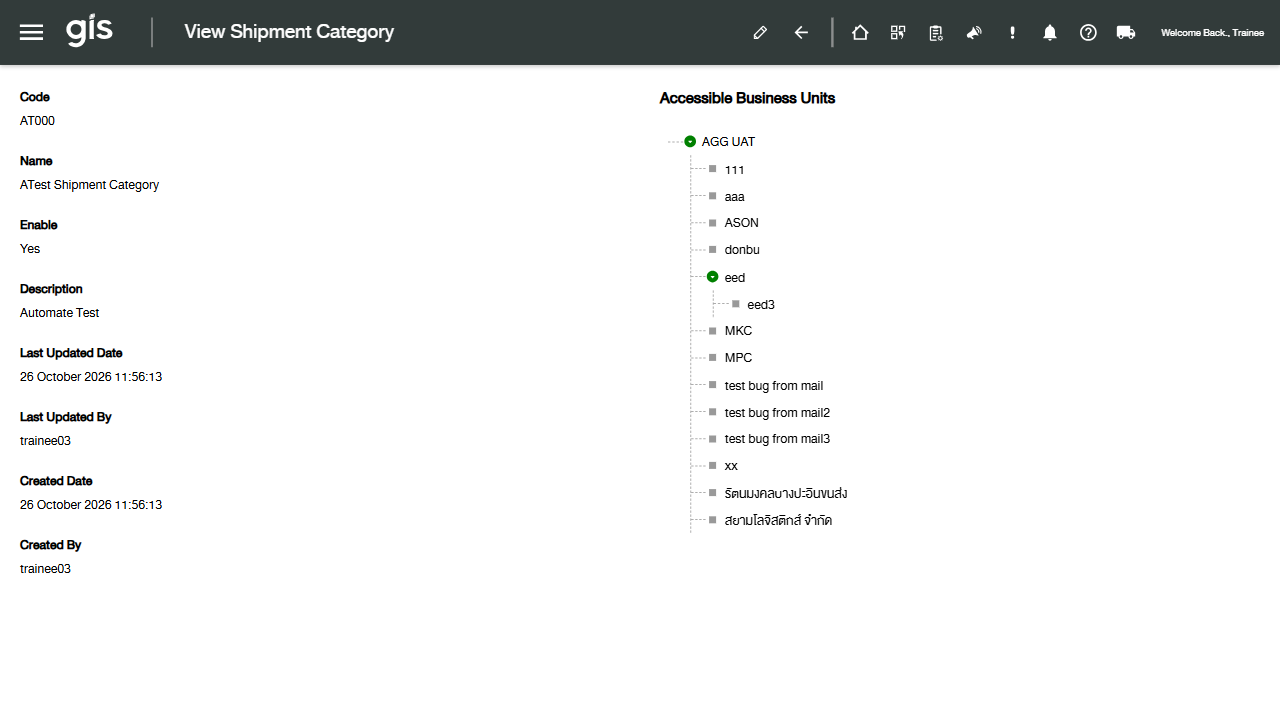 gis
View Shipment Category
Welcome Back., Trainee
Code
AT000
Name
ATest Shipment Category
Enable
Yes
Description
Automate Test
Last Updated Date
26 October 2026 11:56:13
Last Updated By
trainee03
Created Date
26 October 2026 11:56:13
Created By
trainee03
Accessible Business Units
AGG UAT
111
aaa
ASON
donbu
eed
eed3
MKC
MPC
test bug from mail
test bug from mail2
test bug from mail3
xx
รัตนมงคลบางปะอินขนส่ง
สยามโลจิสติกส์ จำกัด